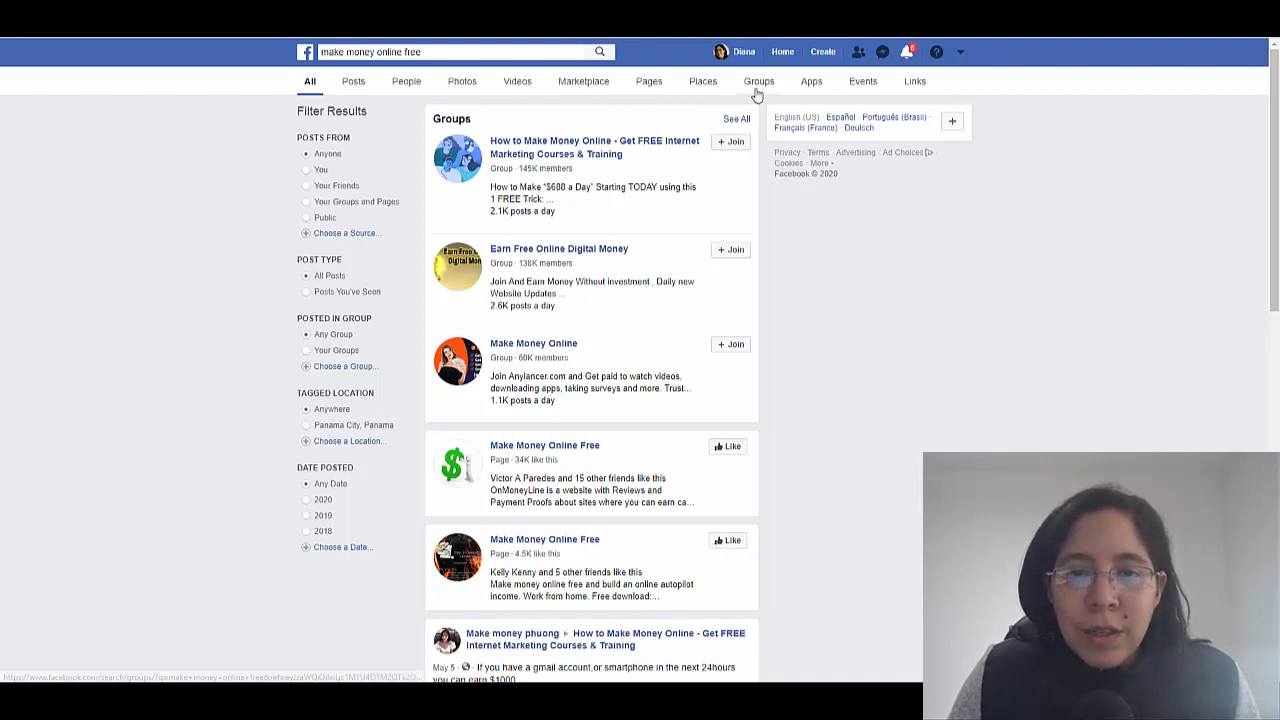 make money online free
Diana
Home
Create
All
Posts
People
Photos
Videos
Marketplace
Pages
Places
Groups
Apps
Events
Links
Filter Results
POSTS FROM
Anyone
You
Your Friends
Your Groups and Pages
Public
Choose a Source...
POST TYPE
All Posts
Posts You've Seen
POSTED IN GROUP
Any Group
Your Groups
Choose a Group...
TAGGED LOCATION
Anywhere
Panama City, Panama
Choose a Location...
DATE POSTED
Any Date
2020
2019
2018
Choose a Date...
Groups
See All
How to Make Money Online - Get FREE Internet
Marketing Courses & Training
+ Join
Group · 145K members
How to Make "$688 a Day" Starting TODAY using this
1 FREE Trick: ...
2.1K posts a day
Earn Free Online Digital Money
+ Join
Group · 138K members
Join And Earn Money Without investment , Daily new
Website Updates ...
2.6K posts a day
Make Money Online
+ Join
Group · 60K members
Join Anylancer.com and Get paid to watch videos,
downloading apps, taking surveys and more. Trust...
1.1K posts a day
Make Money Online Free
Like
Page · 34K like this
Victor A Paredes and 15 other friends like this
OnMoneyLine is a website with Reviews and
Payment Proofs about sites where you can earn ca...
Make Money Online Free
Like
Page · 4.5K like this
Kelly Kenny and 5 other friends like this
Make money online free and build an online autopilot
income. Work from home. Free download:...
Make money phuong ▸ How to Make Money Online - Get FREE
Internet Marketing Courses & Training
May 5 · If you have a gmail account,or smartphone in the next 24hours
you can earn $1000
English (US) · Español · Português (Brasil) ·
Français (France) · Deutsch
Privacy · Terms · Advertising · Ad Choices
Cookies · More
Facebook © 2020